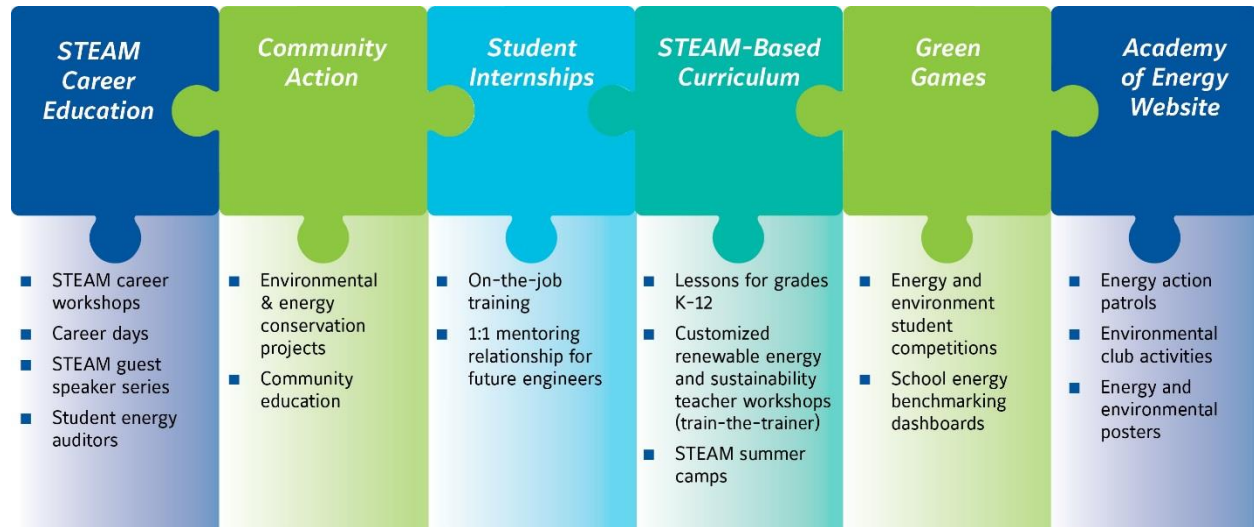 STEAM
Career
Education
STEAM career
workshops
Career days
STEAM guest
speaker series
Student energy
auditors
Community
Action
Environmental
& energy
conservation
projects
Community
education
Student
Internships
On-the-job
training
1:1 mentoring
relationship for
future engineers
STEAM-Based
Curriculum
Lessons for grades
K-12
Customized
renewable energy
and sustainability
teacher workshops
(train-the-trainer)
STEAM summer
camps
Green
Games
Energy and
environment
student
competitions
School energy
benchmarking
dashboards
Academy
of Energy
Website
Energy action
patrols
Environmental
club activities
Energy and
environmental
posters